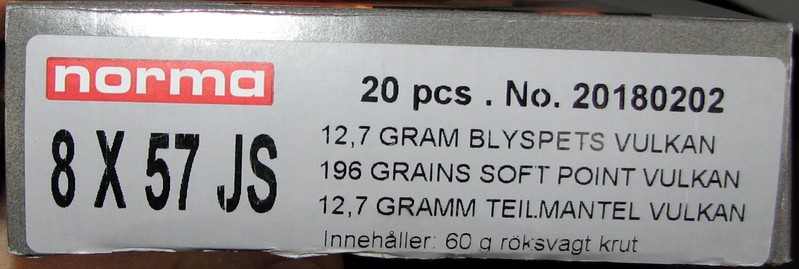 norma
8 X 57 JS
20 pcs . No. 20180202
12,7 GRAM BLYSPETS VULKAN
196 GRAINS SOFT POINT VULKAN
12,7 GRAMM TEILMANTEL VULKAN
Innehåller: 60 g röksvagt krut